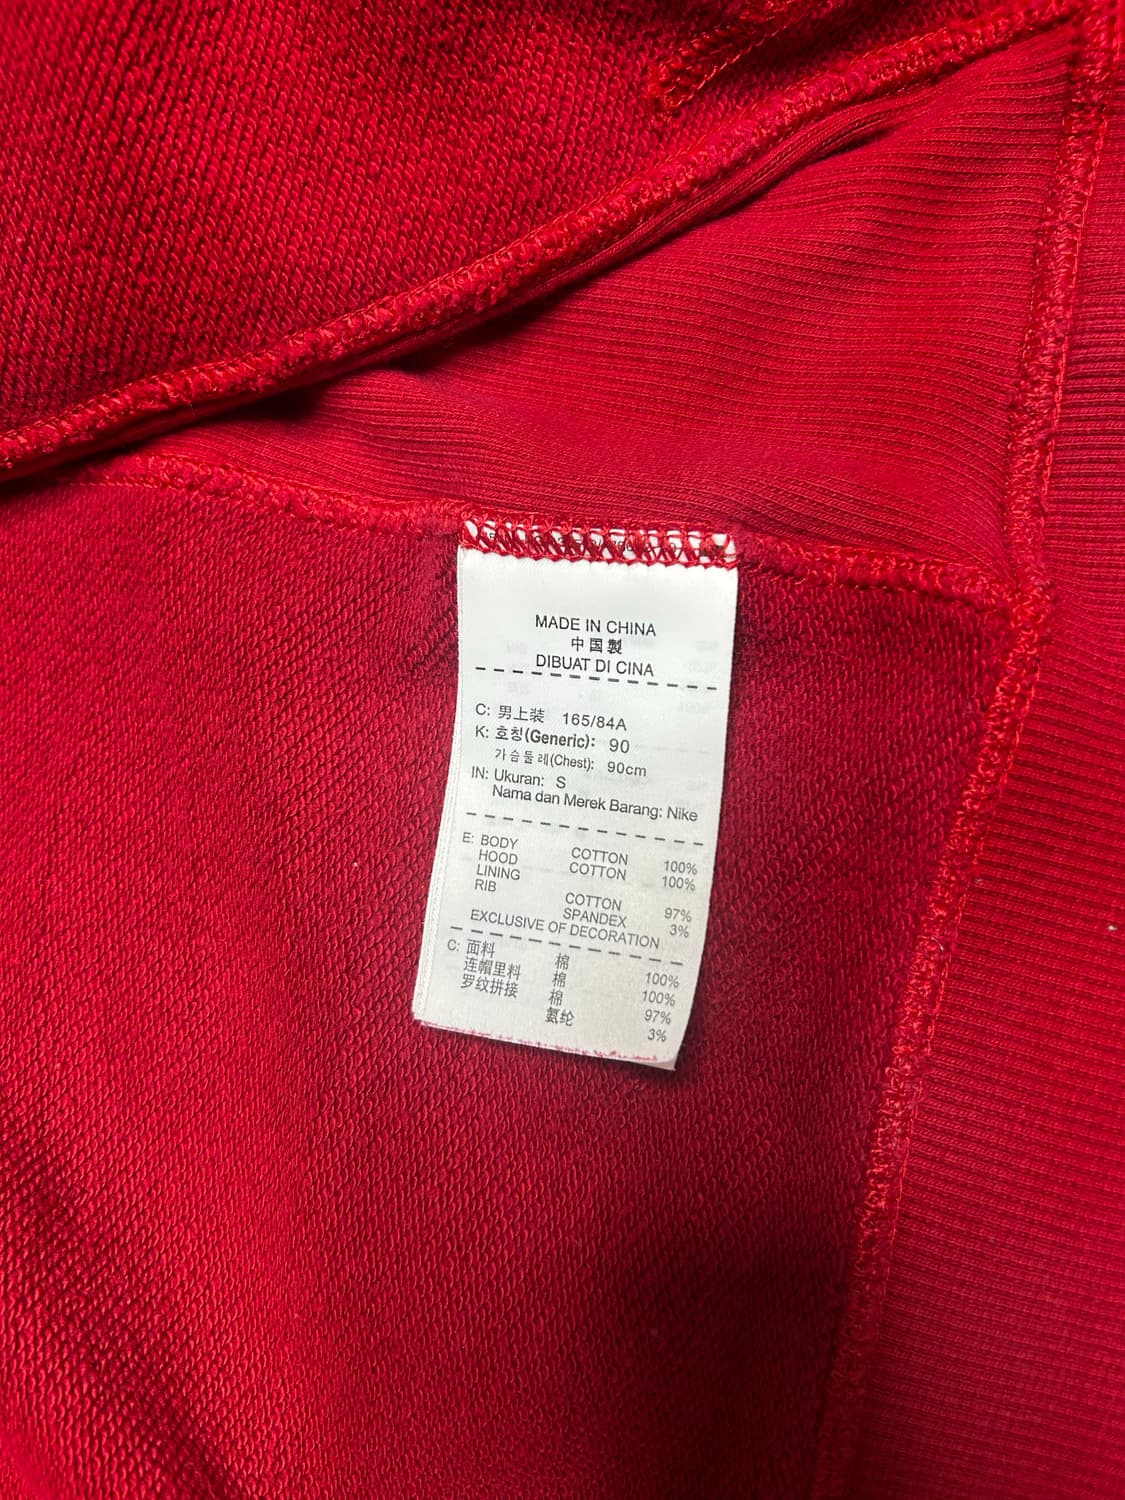 MADE IN CHINA
中国製
DIBUAT DI CINA
C: 男上装 165/84A
K: 호칭(Generic): 90
가슴둘레(Chest): 90cm
IN: Ukuran: S
Nama dan Merek Barang: Nike
E: BODY COTTON 100%
HOOD LINING COTTON 100%
RIB COTTON 97%
SPANDEX 3%
EXCLUSIVE OF DECORATION
C: 面料 棉 100%
连帽里料 棉 100%
罗纹拼接 棉 97%
氨纶 3%